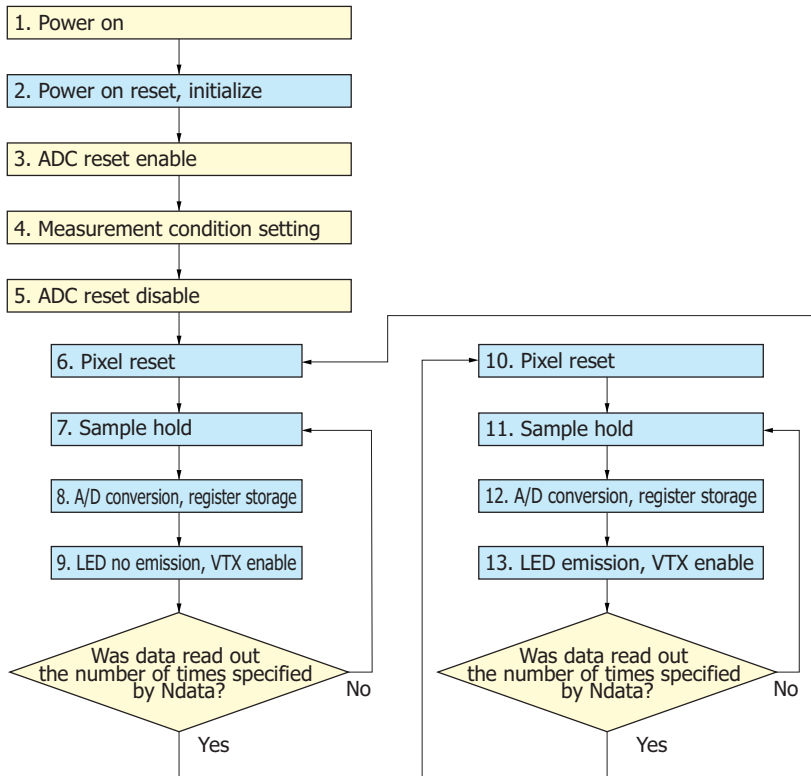 1. Power on
2. Power on reset, initialize
3. ADC reset enable
4. Measurement condition setting
5. ADC reset disable
6. Pixel reset
7. Sample hold
8. A/D conversion, register storage
9. LED no emission, VTX enable
Was data read out
the number of times specified
by Ndata?
No
Yes
10. Pixel reset
11. Sample hold
12. A/D conversion, register storage
13. LED emission, VTX enable
Was data read out
the number of times specified
by Ndata?
No
Yes